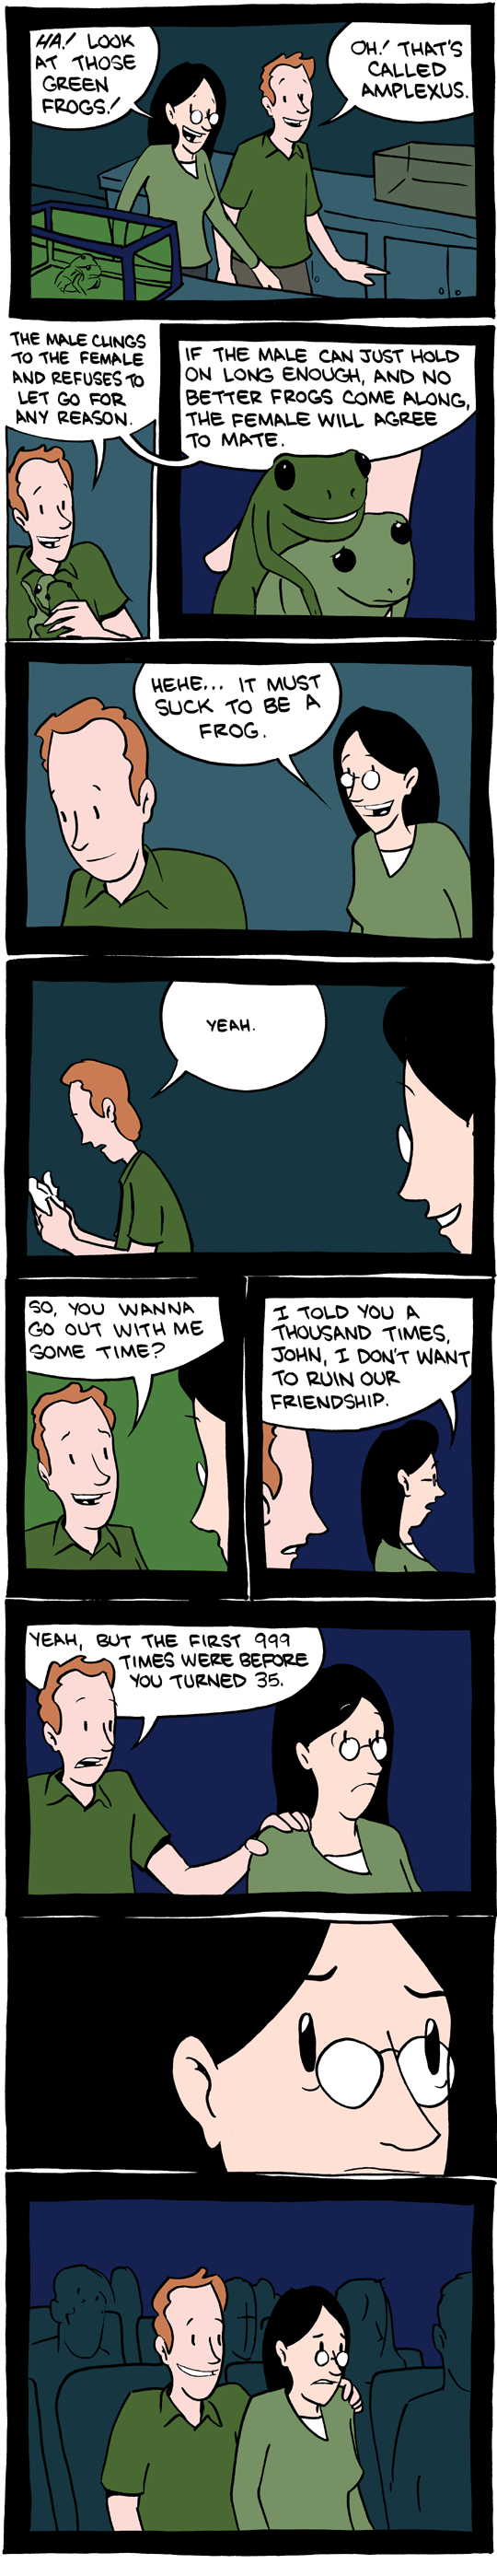 HA! LOOK
AT THOSE
GREEN
FROGS!
OH! THAT'S
CALLED
AMPLEXUS.
THE MALE CLINGS
TO THE FEMALE
AND REFUSES TO
LET GO FOR
ANY REASON.
IF THE MALE CAN JUST HOLD
ON LONG ENOUGH, AND NO
BETTER FROGS COME ALONG,
THE FEMALE WILL AGREE
TO MATE.
HEHE... IT MUST
SUCK TO BE A
FROG.
YEAH.
SO, YOU WANNA
GO OUT WITH ME
SOME TIME?
I TOLD YOU A
THOUSAND TIMES,
JOHN, I DON'T WANT
TO RUIN OUR
FRIENDSHIP.
YEAH, BUT THE FIRST 999
TIMES WERE BEFORE
YOU TURNED 35.